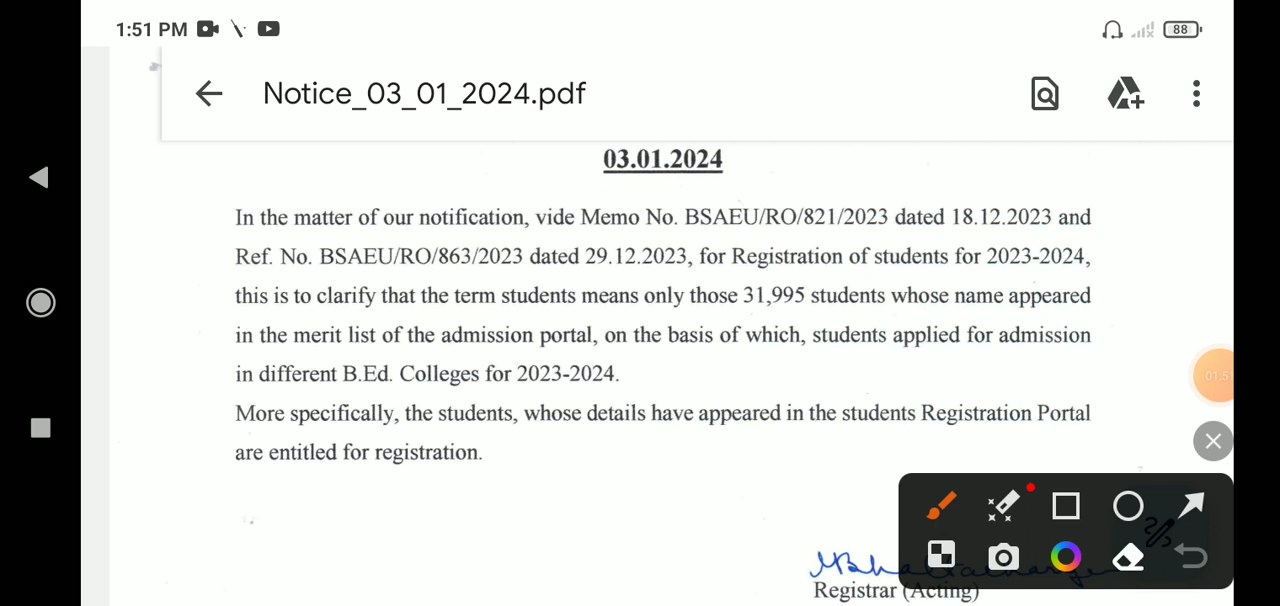 1:51 PM
88
Notice_03_01_2024.pdf
03.01.2024
In the matter of our notification, vide Memo No. BSAEU/RO/821/2023 dated 18.12.2023 and
Ref. No. BSAEU/RO/863/2023 dated 29.12.2023, for Registration of students for 2023-2024,
this is to clarify that the term students means only those 31,995 students whose name appeared
in the merit list of the admission portal, on the basis of which, students applied for admission
in different B.Ed. Colleges for 2023-2024.
01:51
More specifically, the students, whose details have appeared in the students Registration Portal
are entitled for registration.
Registrar (Acting)